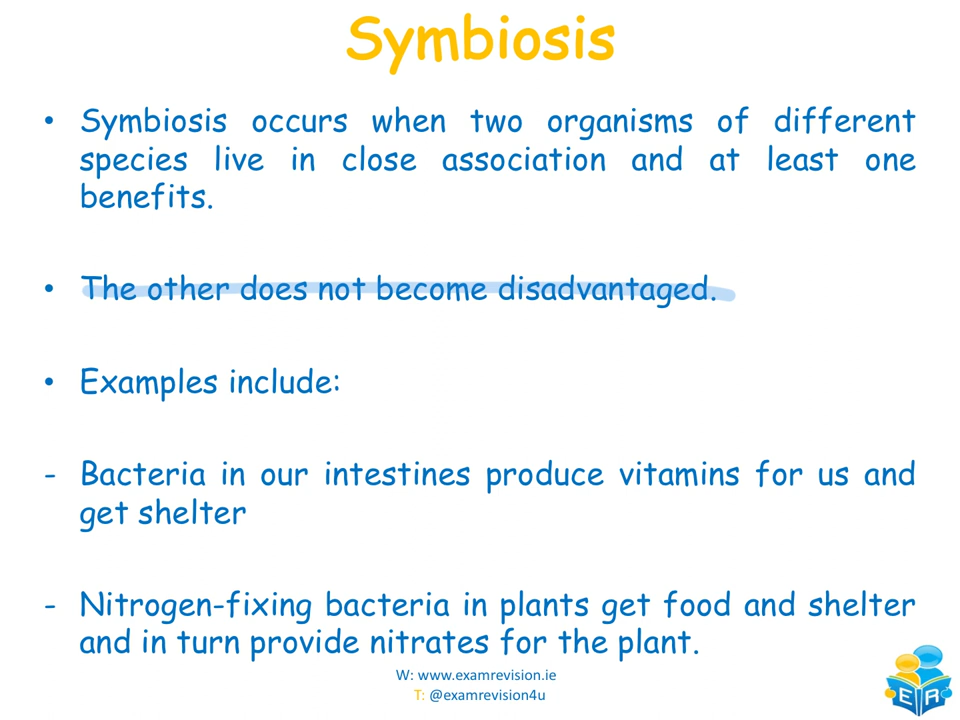 Symbiosis
• Symbiosis occurs when two organisms of different
species live in close association and at least one
benefits.
• The other does not become disadvantaged.
• Examples include:
- Bacteria in our intestines produce vitamins for us and
get shelter
- Nitrogen-fixing bacteria in plants get food and shelter
and in turn provide nitrates for the plant.
W: www.examrevision.ie
T: @examrevision4u
E R